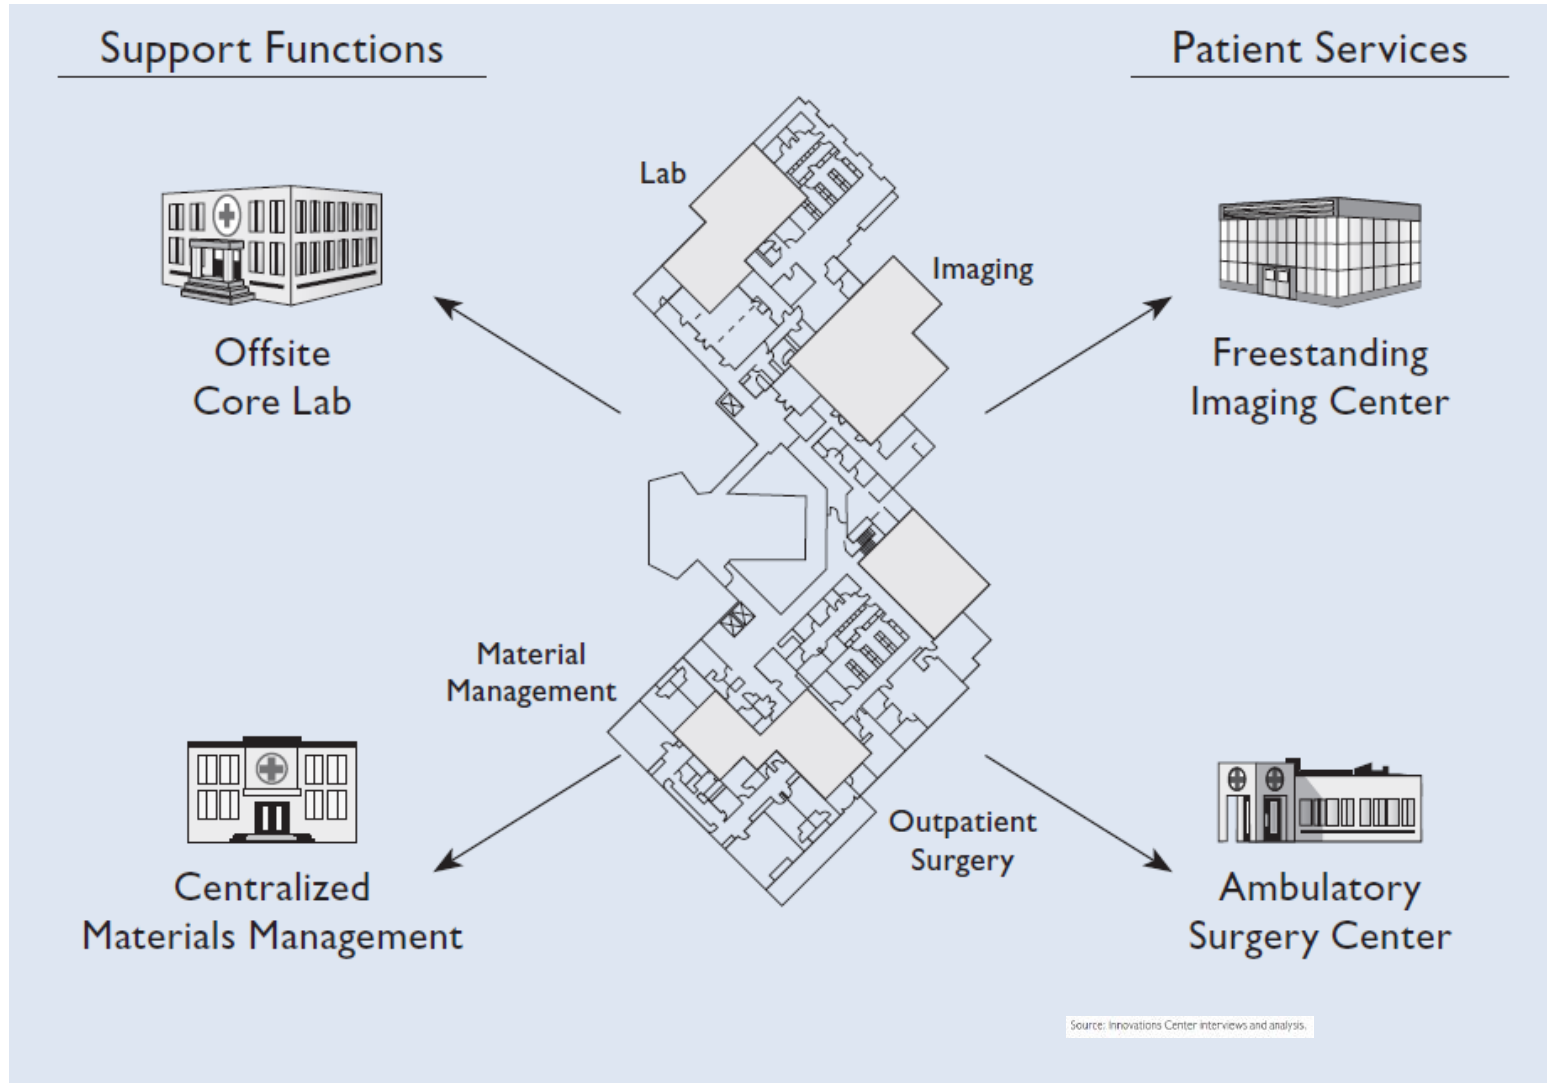 Support Functions
Patient Services
Lab
Imaging
Offsite
Core Lab
Freestanding
Imaging Center
Material
Management
Outpatient
Surgery
Centralized
Materials Management
Ambulatory
Surgery Center
Source: Innovations Center interviews and analysis.